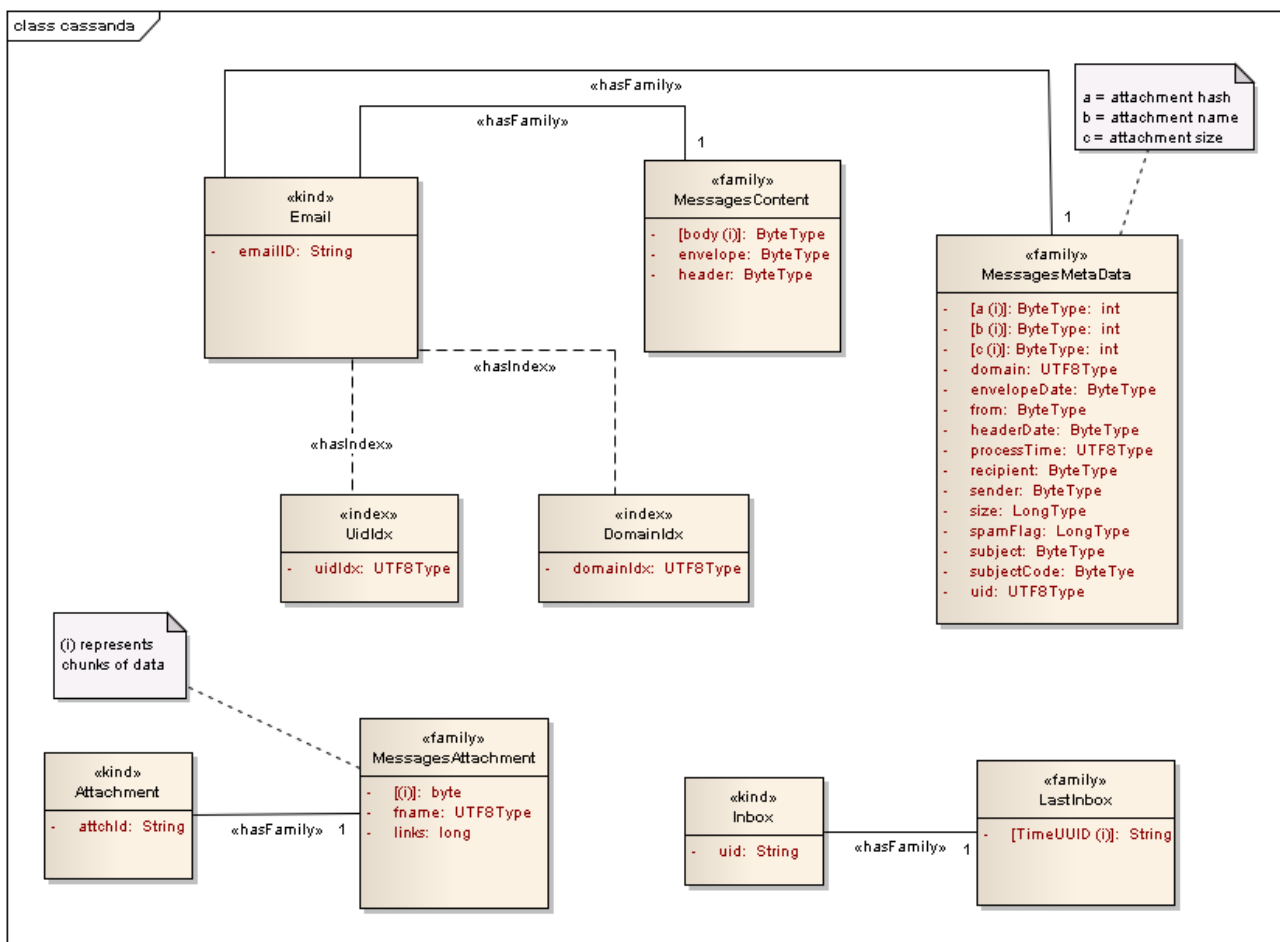 class cassanda
«hasFamily»
a = attachment hash
b = attachment name
c = attachment size
«hasFamily»
1
«kind»
Email
- emailID: String
«family»
MessagesContent
- [body (i)]: ByteType
- envelope: ByteType
- header: ByteType
1
«family»
MessagesMetaData
- [a (i)]: ByteType: int
- [b (i)]: ByteType: int
- [c (i)]: ByteType: int
- domain: UTF8Type
- envelopeDate: ByteType
- from: ByteType
- headerDate: ByteType
- processTime: UTF8Type
- recipient: ByteType
- sender: ByteType
- size: LongType
- spamFlag: LongType
- subject: ByteType
- subjectCode: ByteTye
- uid: UTF8Type
«hasIndex»
«hasIndex»
«index»
UidIdx
- uidIdx: UTF8Type
«index»
DomainIdx
- domainIdx: UTF8Type
(i) represents
chunks of data
«kind»
Attachment
- attchId: String
«hasFamily»
1
«family»
MessagesAttachment
- [(i)]: byte
- fname: UTF8Type
- links: long
«kind»
Inbox
- uid: String
«hasFamily»
1
«family»
LastInbox
- [TimeUUID (i)]: String